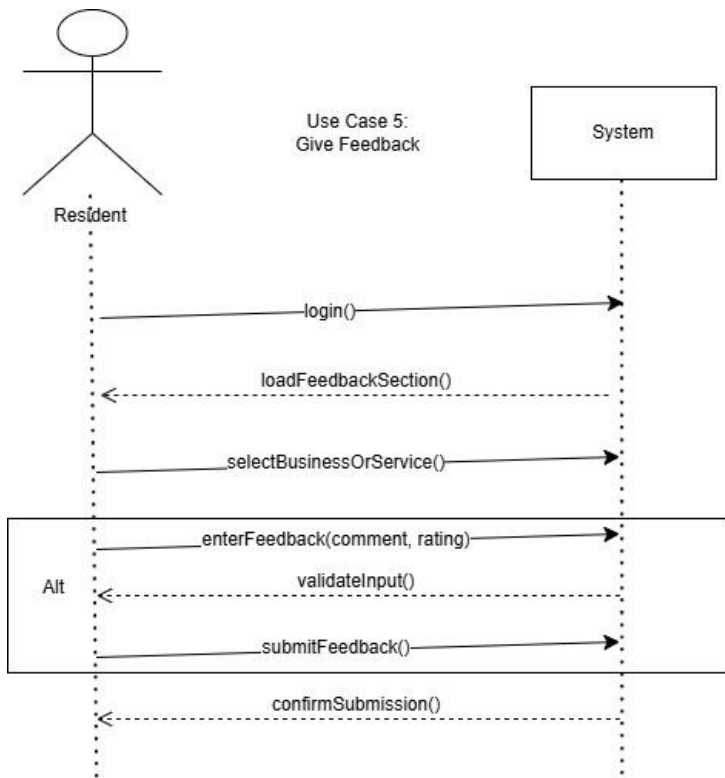 Use Case 5:
Give Feedback
System
Resident
login()
loadFeedbackSection()
selectBusinessOrService()
enterFeedback(comment, rating)
Alt
validateInput()
submitFeedback()
confirmSubmission()